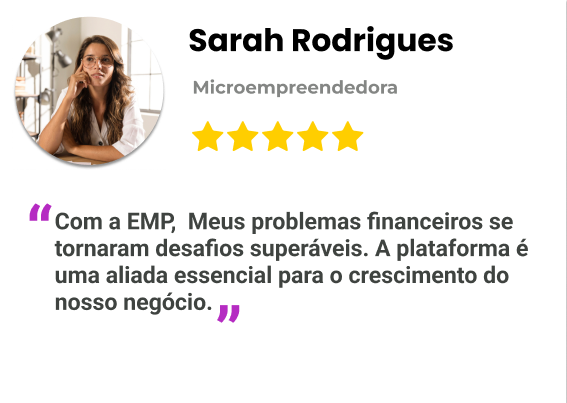 Sarah Rodrigues
Microempreendedora
“Com a EMP,  Meus problemas financeiros se
tornaram desafios superáveis. A plataforma é
uma aliada essencial para o crescimento do
nosso negócio.”